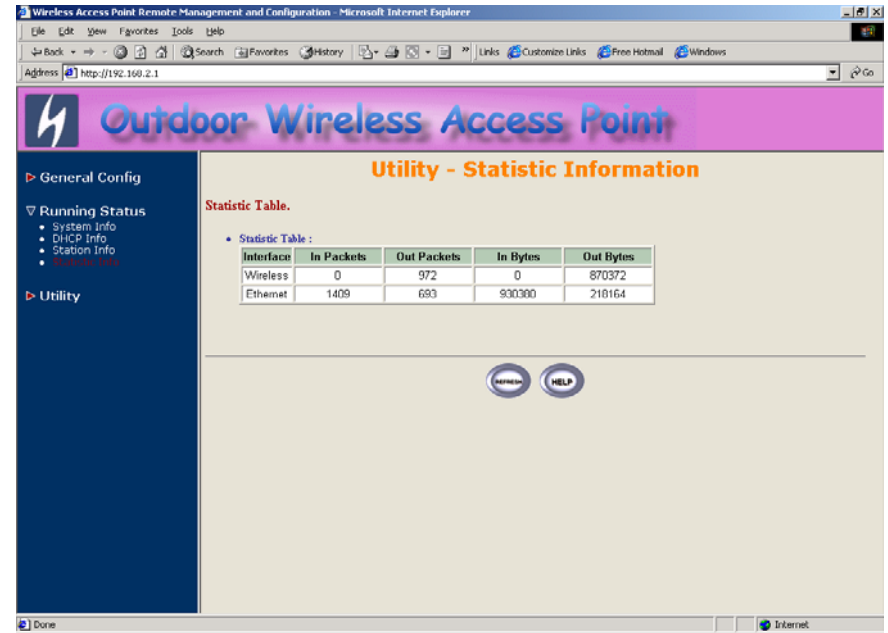 Wireless Access Point Remote Management and Configuration - Microsoft Internet Explorer
File Edit View Favorites Tools Help
Back Search Favorites History » Links Customize Links Free Hotmail Windows
Address http://192.168.2.1 Go
Outdoor Wireless Access Point
General Config
Running Status
System Info
DHCP Info
Station Info
Utility
Utility - Statistic Information
Statistic Table.
Statistic Table :
Interface In Packets Out Packets In Bytes Out Bytes
Wireless 0 972 0 870372
Ethernet 1409 693 930380 218164
REFRESH HELP
Done Internet